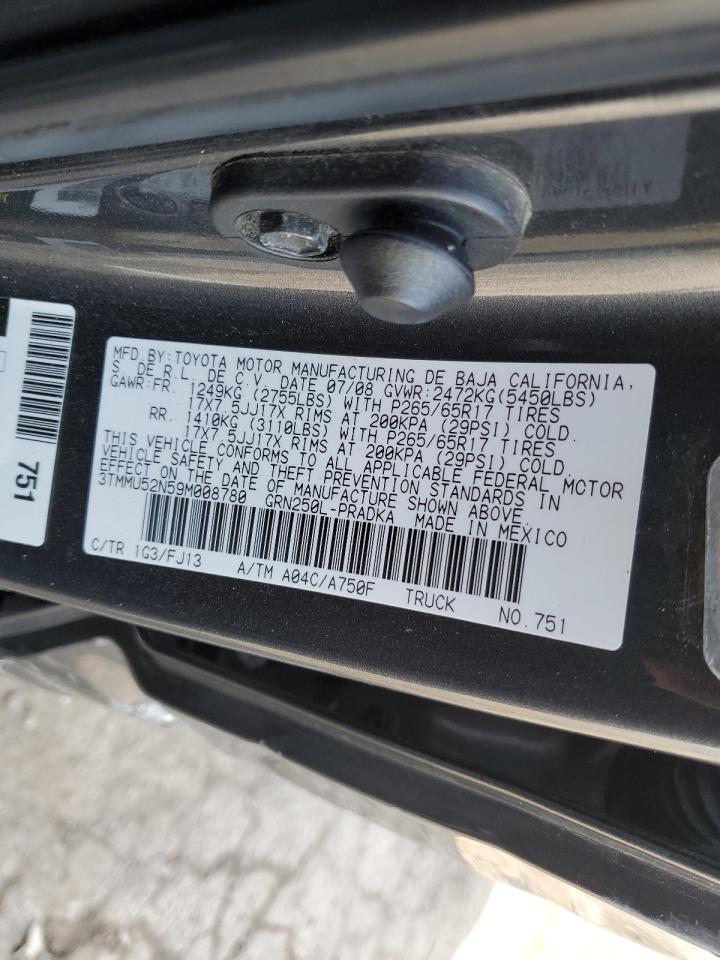 MFD.BY:TOYOTA MOTOR MANUFACTURING DE BAJA CALIFORNIA,
S. DE R.L. DE C.V. DATE 07/08 GVWR:2472KG(5450LBS)
GAWR:FR. 1249KG (2755LBS) WITH P265/65R17 TIRES
17X7.5JJ17X RIMS AT 200KPA (29PSI) COLD.
RR. 1410KG (3110LBS) WITH P265/65R17 TIRES
17X7.5JJ17X RIMS AT 200KPA (29PSI) COLD.
THIS VEHICLE CONFORMS TO ALL APPLICABLE FEDERAL MOTOR
VEHICLE SAFETY AND THEFT PREVENTION STANDARDS IN
EFFECT ON THE DATE OF MANUFACTURE SHOWN ABOVE.
3TMMU52N59M008780 GRN250L-PRADKA MADE IN MEXICO
C/TR 1G3/FJ13 A/TM A04C/A750F TRUCK NO.751
751